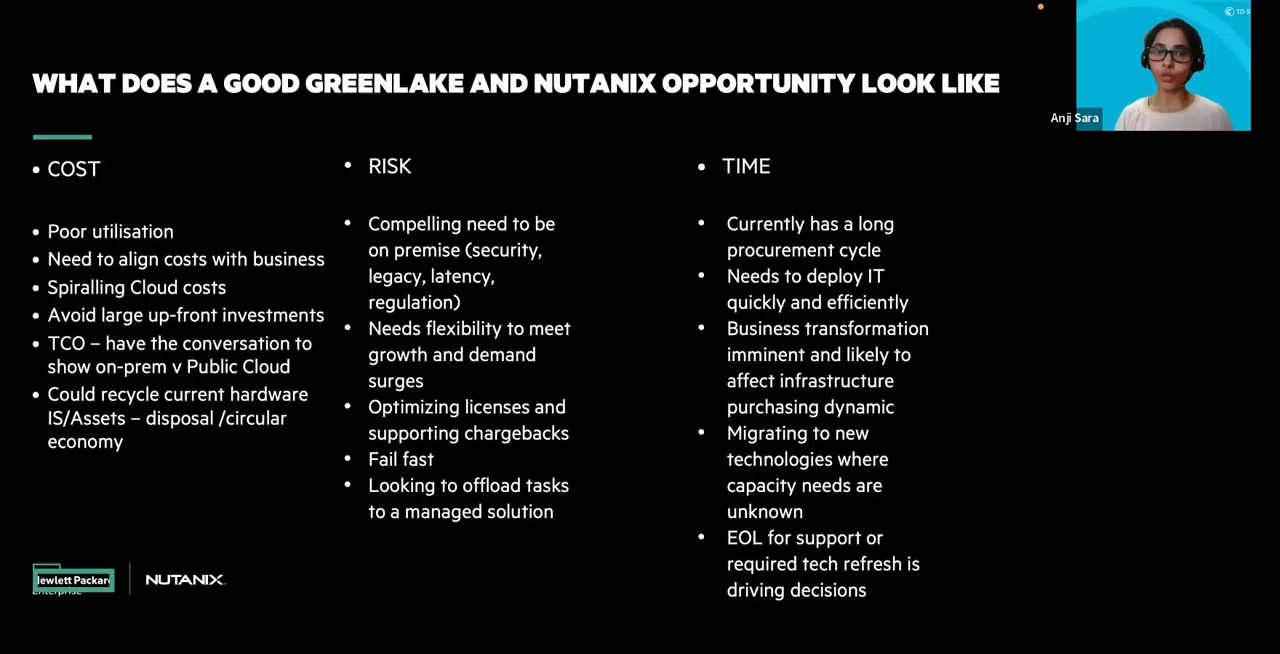 TD S
WHAT DOES A GOOD GREENLAKE AND NUTANIX OPPORTUNITY LOOK LIKE
Anji Sara
• COST
• Poor utilisation
• Need to align costs with business
• Spiralling Cloud costs
• Avoid large up-front investments
• TCO – have the conversation to
show on-prem v Public Cloud
• Could recycle current hardware
IS/Assets – disposal /circular
economy
• RISK
• Compelling need to be
on premise (security,
legacy, latency,
regulation)
• Needs flexibility to meet
growth and demand
surges
• Optimizing licenses and
supporting chargebacks
• Fail fast
• Looking to offload tasks
to a managed solution
• TIME
• Currently has a long
procurement cycle
• Needs to deploy IT
quickly and efficiently
• Business transformation
imminent and likely to
affect infrastructure
purchasing dynamic
• Migrating to new
technologies where
capacity needs are
unknown
• EOL for support or
required tech refresh is
driving decisions
Hewlett Packard
Enterprise
NUTANIX.